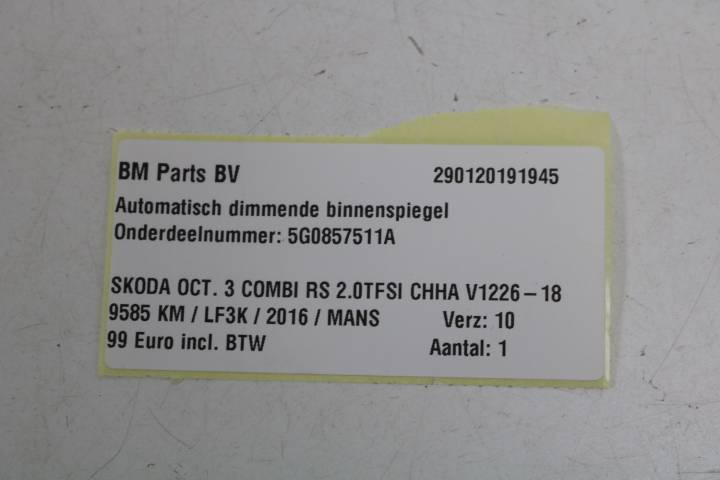 BM Parts BV 290120191945
Automatisch dimmende binnenspiegel
Onderdeelnummer: 5G0857511A
SKODA OCT. 3 COMBI RS 2.0TFSI CHHA V1226-18
9585 KM / LF3K / 2016 / MANS Verz: 10
99 Euro incl. BTW Aantal: 1